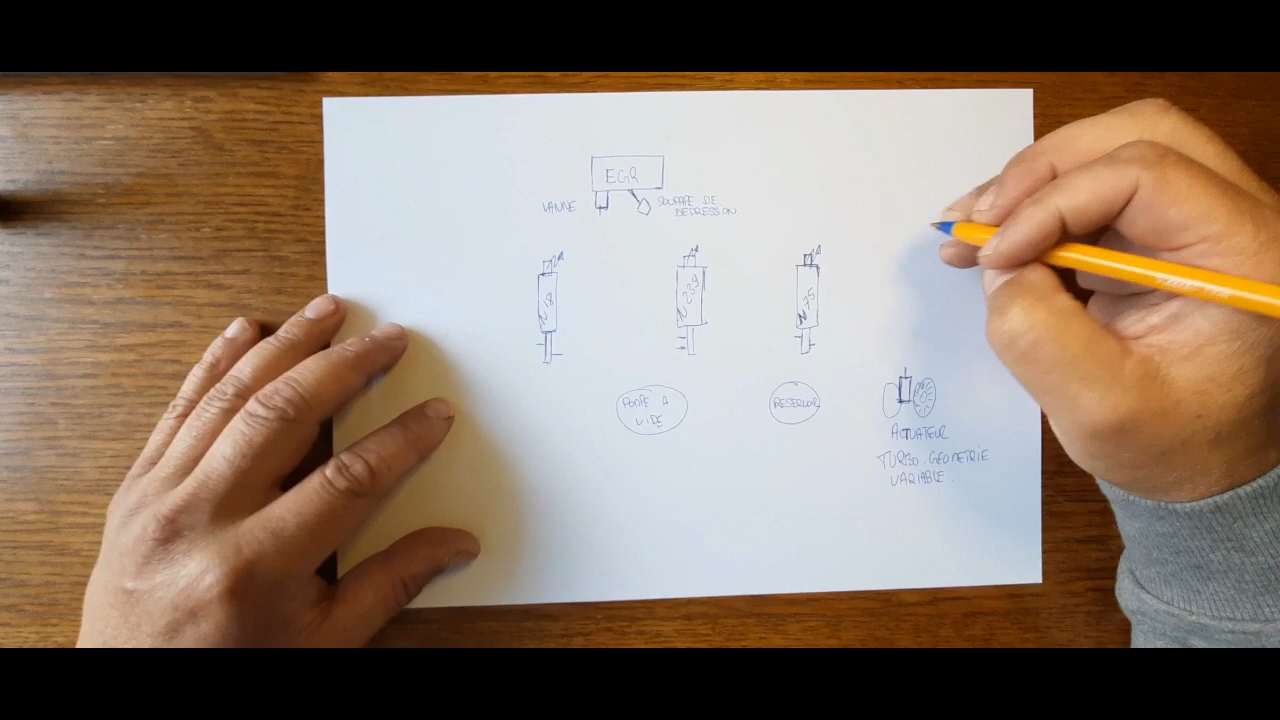 EGR
VANNE
SOUPAPE DE
DEPRESSION
N18
N239
N75
POMPE A
VIDE
RESERVOIR
ACTUATEUR
TURBO.GEOMETRIE
VARIABLE.